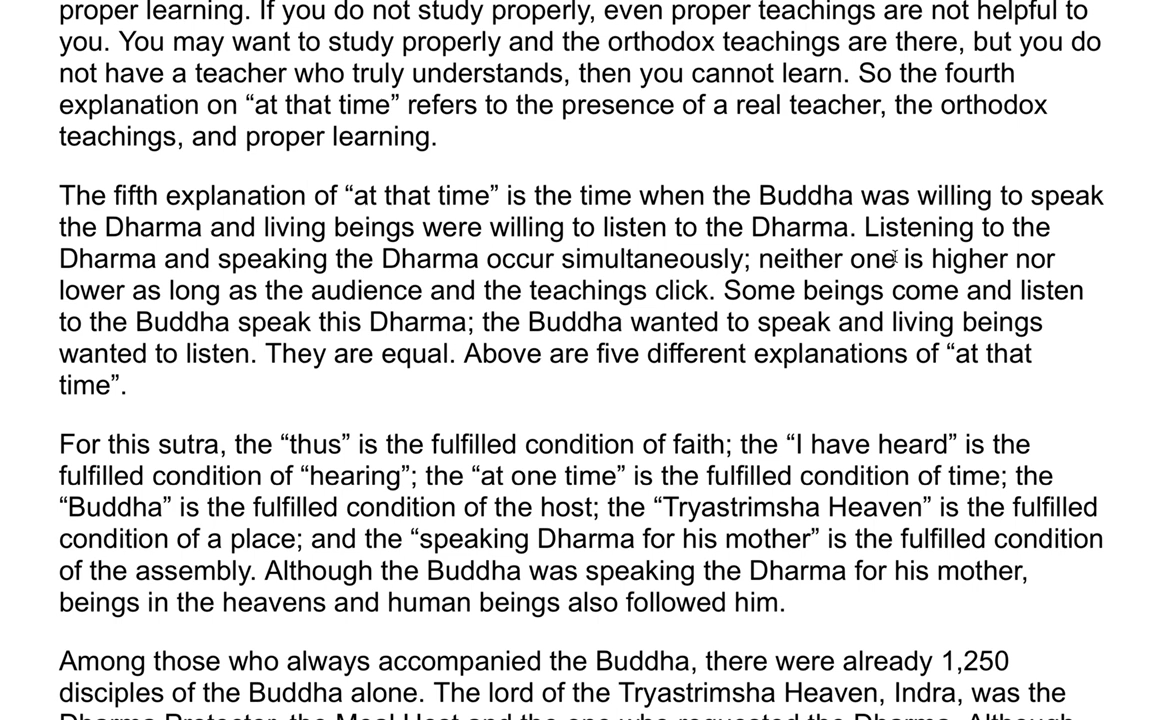 proper learning. If you do not study properly, even proper teachings are not helpful to
you. You may want to study properly and the orthodox teachings are there, but you do
not have a teacher who truly understands, then you cannot learn. So the fourth
explanation on “at that time” refers to the presence of a real teacher, the orthodox
teachings, and proper learning.
The fifth explanation of “at that time” is the time when the Buddha was willing to speak
the Dharma and living beings were willing to listen to the Dharma. Listening to the
Dharma and speaking the Dharma occur simultaneously; neither one is higher nor
lower as long as the audience and the teachings click. Some beings come and listen
to the Buddha speak this Dharma; the Buddha wanted to speak and living beings
wanted to listen. They are equal. Above are five different explanations of “at that
time”.
For this sutra, the “thus” is the fulfilled condition of faith; the “I have heard” is the
fulfilled condition of “hearing”; the “at one time” is the fulfilled condition of time; the
“Buddha” is the fulfilled condition of the host; the “Tryastrimsha Heaven” is the fulfilled
condition of a place; and the “speaking Dharma for his mother” is the fulfilled condition
of the assembly. Although the Buddha was speaking the Dharma for his mother,
beings in the heavens and human beings also followed him.
Among those who always accompanied the Buddha, there were already 1,250
disciples of the Buddha alone. The lord of the Tryastrimsha Heaven, Indra, was the
Dharma Protector, the Meal Host and the one who requested the Dharma. Although